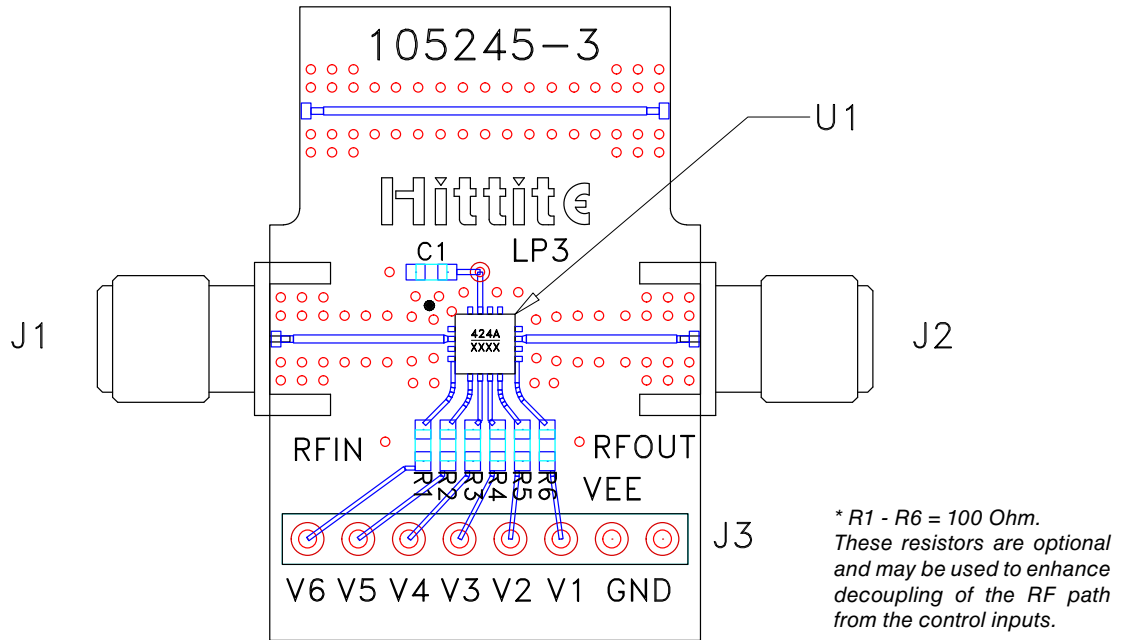 105245-3
U1
Hittite
C1
LP3
J1
424A
XXXX
J2
RFIN
RFOUT
R1
R2
R3
R4
R5
R6
VEE
J3
V6 V5 V4 V3 V2 V1 GND
* R1 - R6 = 100 Ohm.
These resistors are optional
and may be used to enhance
decoupling of the RF path
from the control inputs.